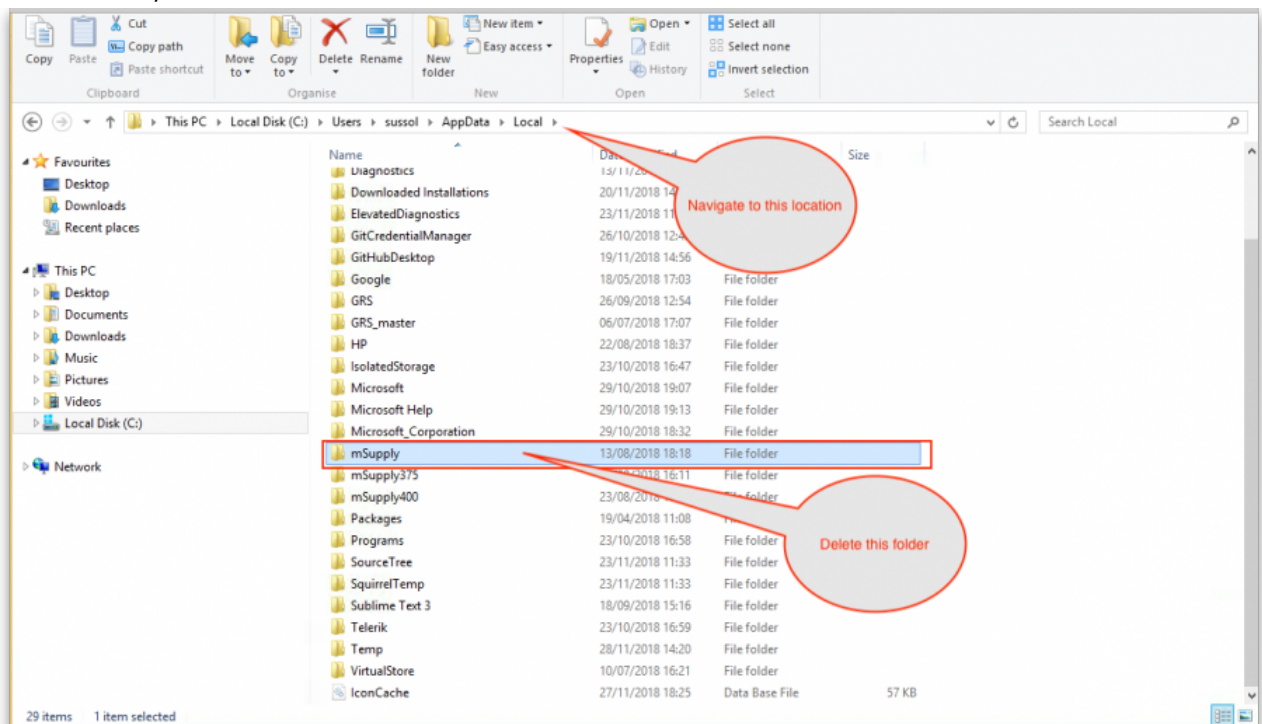 Copy
Paste
Cut
Copy path
Paste shortcut
Clipboard
Move to
Copy to
Delete
Rename
Organise
New folder
New item
Easy access
New
Properties
Open
Edit
History
Open
Select all
Select none
Invert selection
Select
This PC Local Disk (C:) Users sussol AppData Local
Search Local
Favourites
Desktop
Downloads
Recent places
This PC
Desktop
Documents
Downloads
Music
Pictures
Videos
Local Disk (C:)
Network
Name Size
Diagnostics
Downloaded Installations 20/11/2018
ElevatedDiagnostics 23/11/2018
GitCredentialManager 26/10/2018
GitHubDesktop 19/11/2018 14:56
Google 18/05/2018 17:03 File folder
GRS 26/09/2018 12:54 File folder
GRS_master 06/07/2018 17:07 File folder
HP 22/08/2018 18:37 File folder
IsolatedStorage 23/10/2018 16:47 File folder
Microsoft 29/10/2018 19:07 File folder
Microsoft Help 29/10/2018 19:13 File folder
Microsoft_Corporation 29/10/2018 18:32 File folder
mSupply 13/08/2018 18:18 File folder
mSupply375 16:11 File folder
mSupply400 23/08/2018
Packages 19/04/2018 11:08
Programs 23/10/2018 16:58 File folder
SourceTree 23/11/2018 11:33 File folder
SquirrelTemp 23/11/2018 11:33 File folder
Sublime Text 3 18/09/2018 15:16 File folder
Telerik 23/10/2018 16:59 File folder
Temp 28/11/2018 14:20 File folder
VirtualStore 10/07/2018 16:21 File folder
IconCache 27/11/2018 18:25 Data Base File 57 KB
Navigate to this location
Delete this folder
29 items 1 item selected